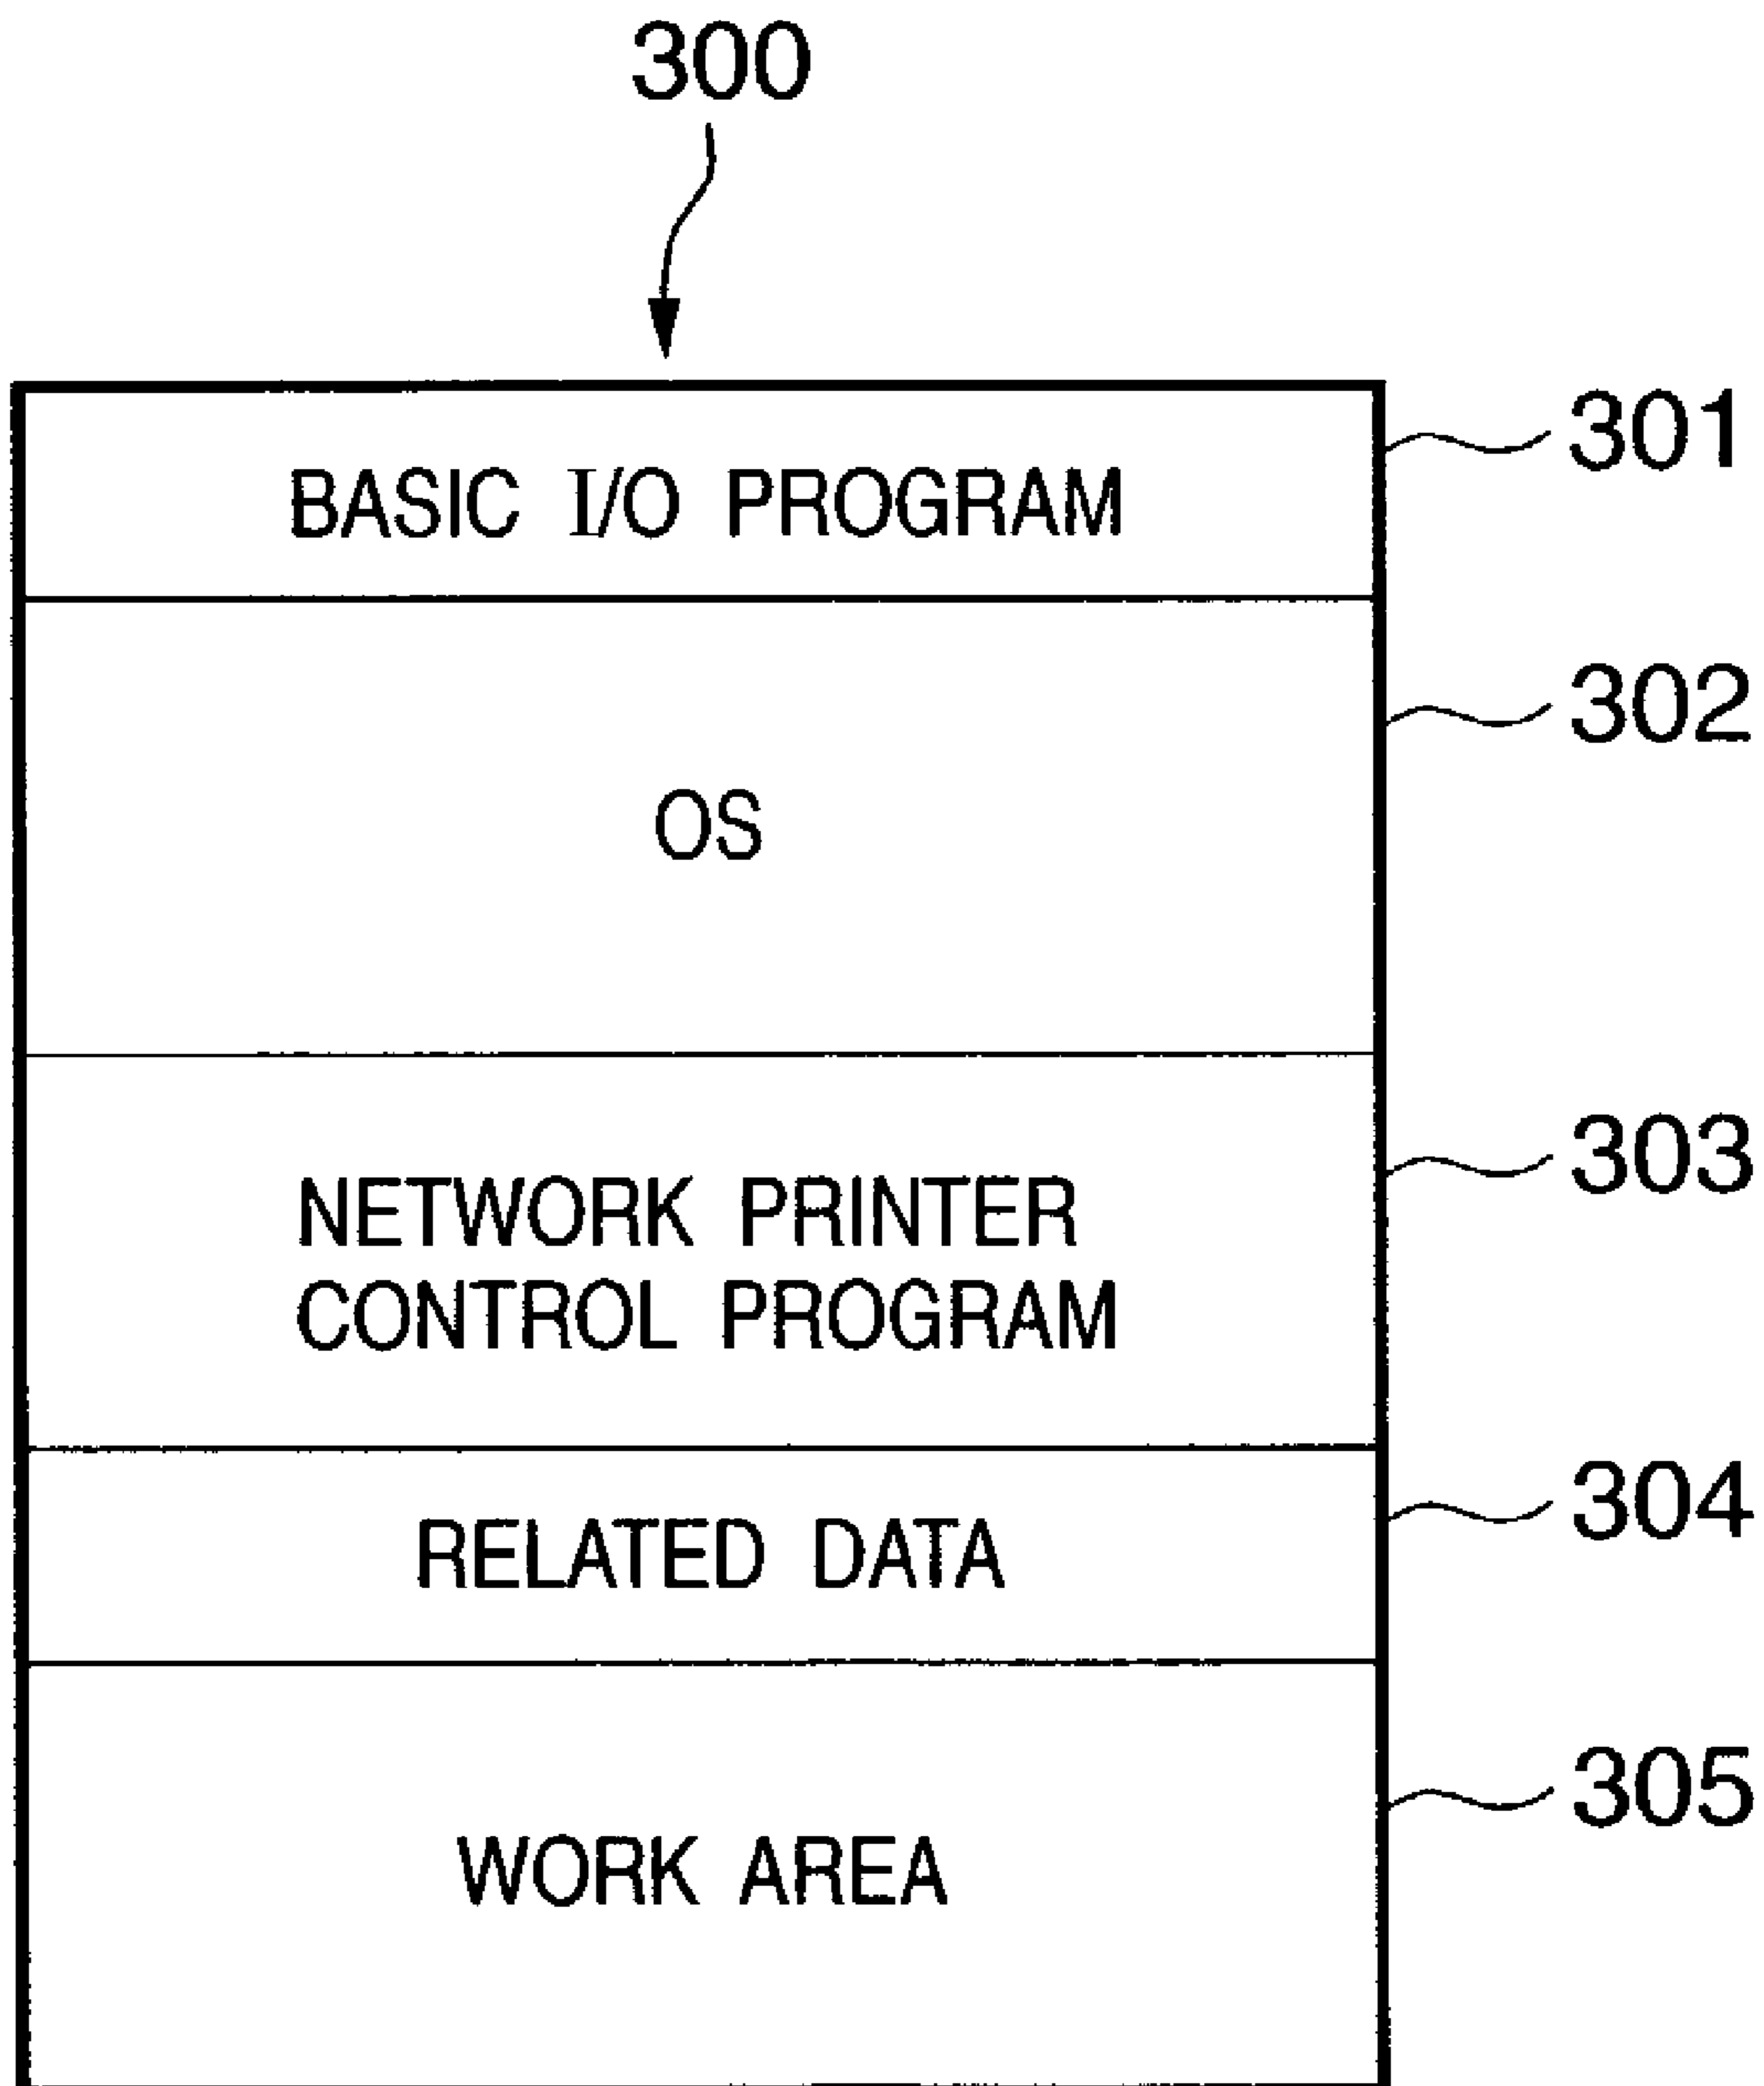 300
BASIC I/O PROGRAM
301
OS
302
NETWORK PRINTER
CONTROL PROGRAM
303
RELATED DATA
304
WORK AREA
305